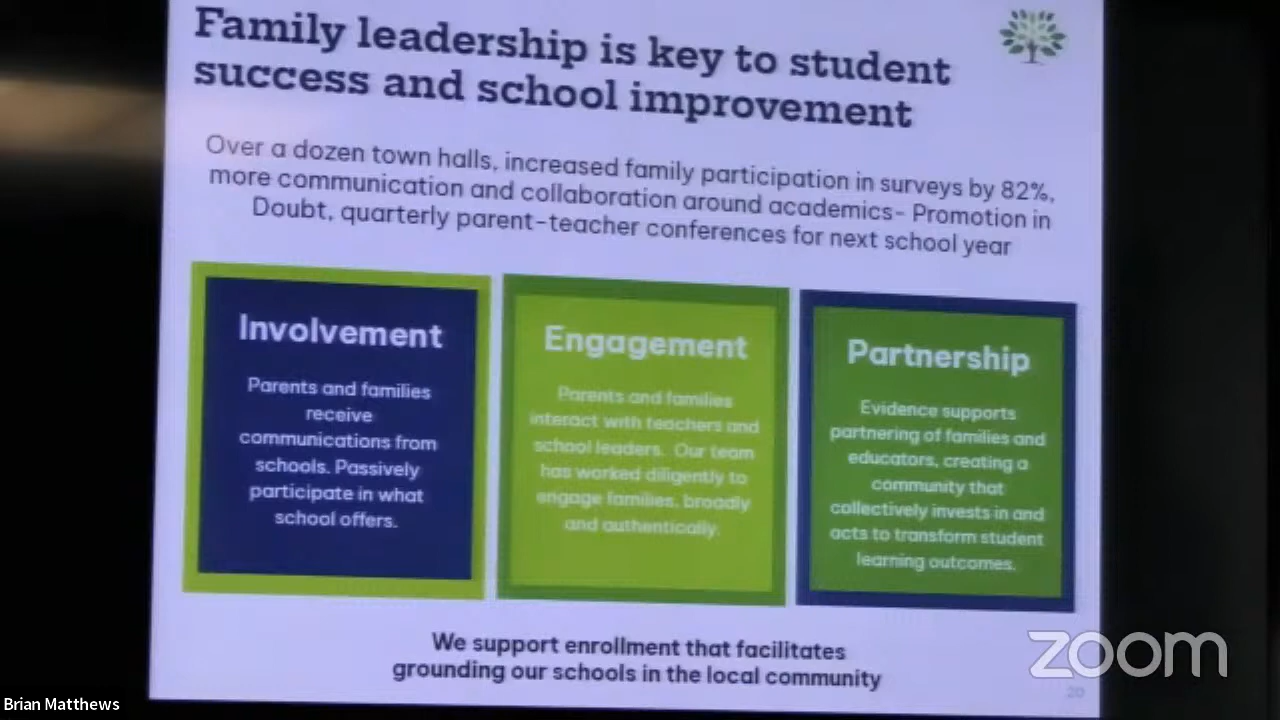 Family leadership is key to student
success and school improvement
Over a dozen town halls, increased family participation in surveys by 82%,
more communication and collaboration around academics- Promotion in
Doubt, quarterly parent-teacher conferences for next school year
Involvement
Parents and families
receive
communications from
schools. Passively
participate in what
school offers.
Engagement
Parents and families
interact with teachers and
school leaders. Our team
has worked diligently to
engage families, broadly
and authentically.
Partnership
Evidence supports
partnering of families and
educators, creating a
community that
collectively invests in and
acts to transform student
learning outcomes.
We support enrollment that facilitates
grounding our schools in the local community
20
zoom
Brian Matthews